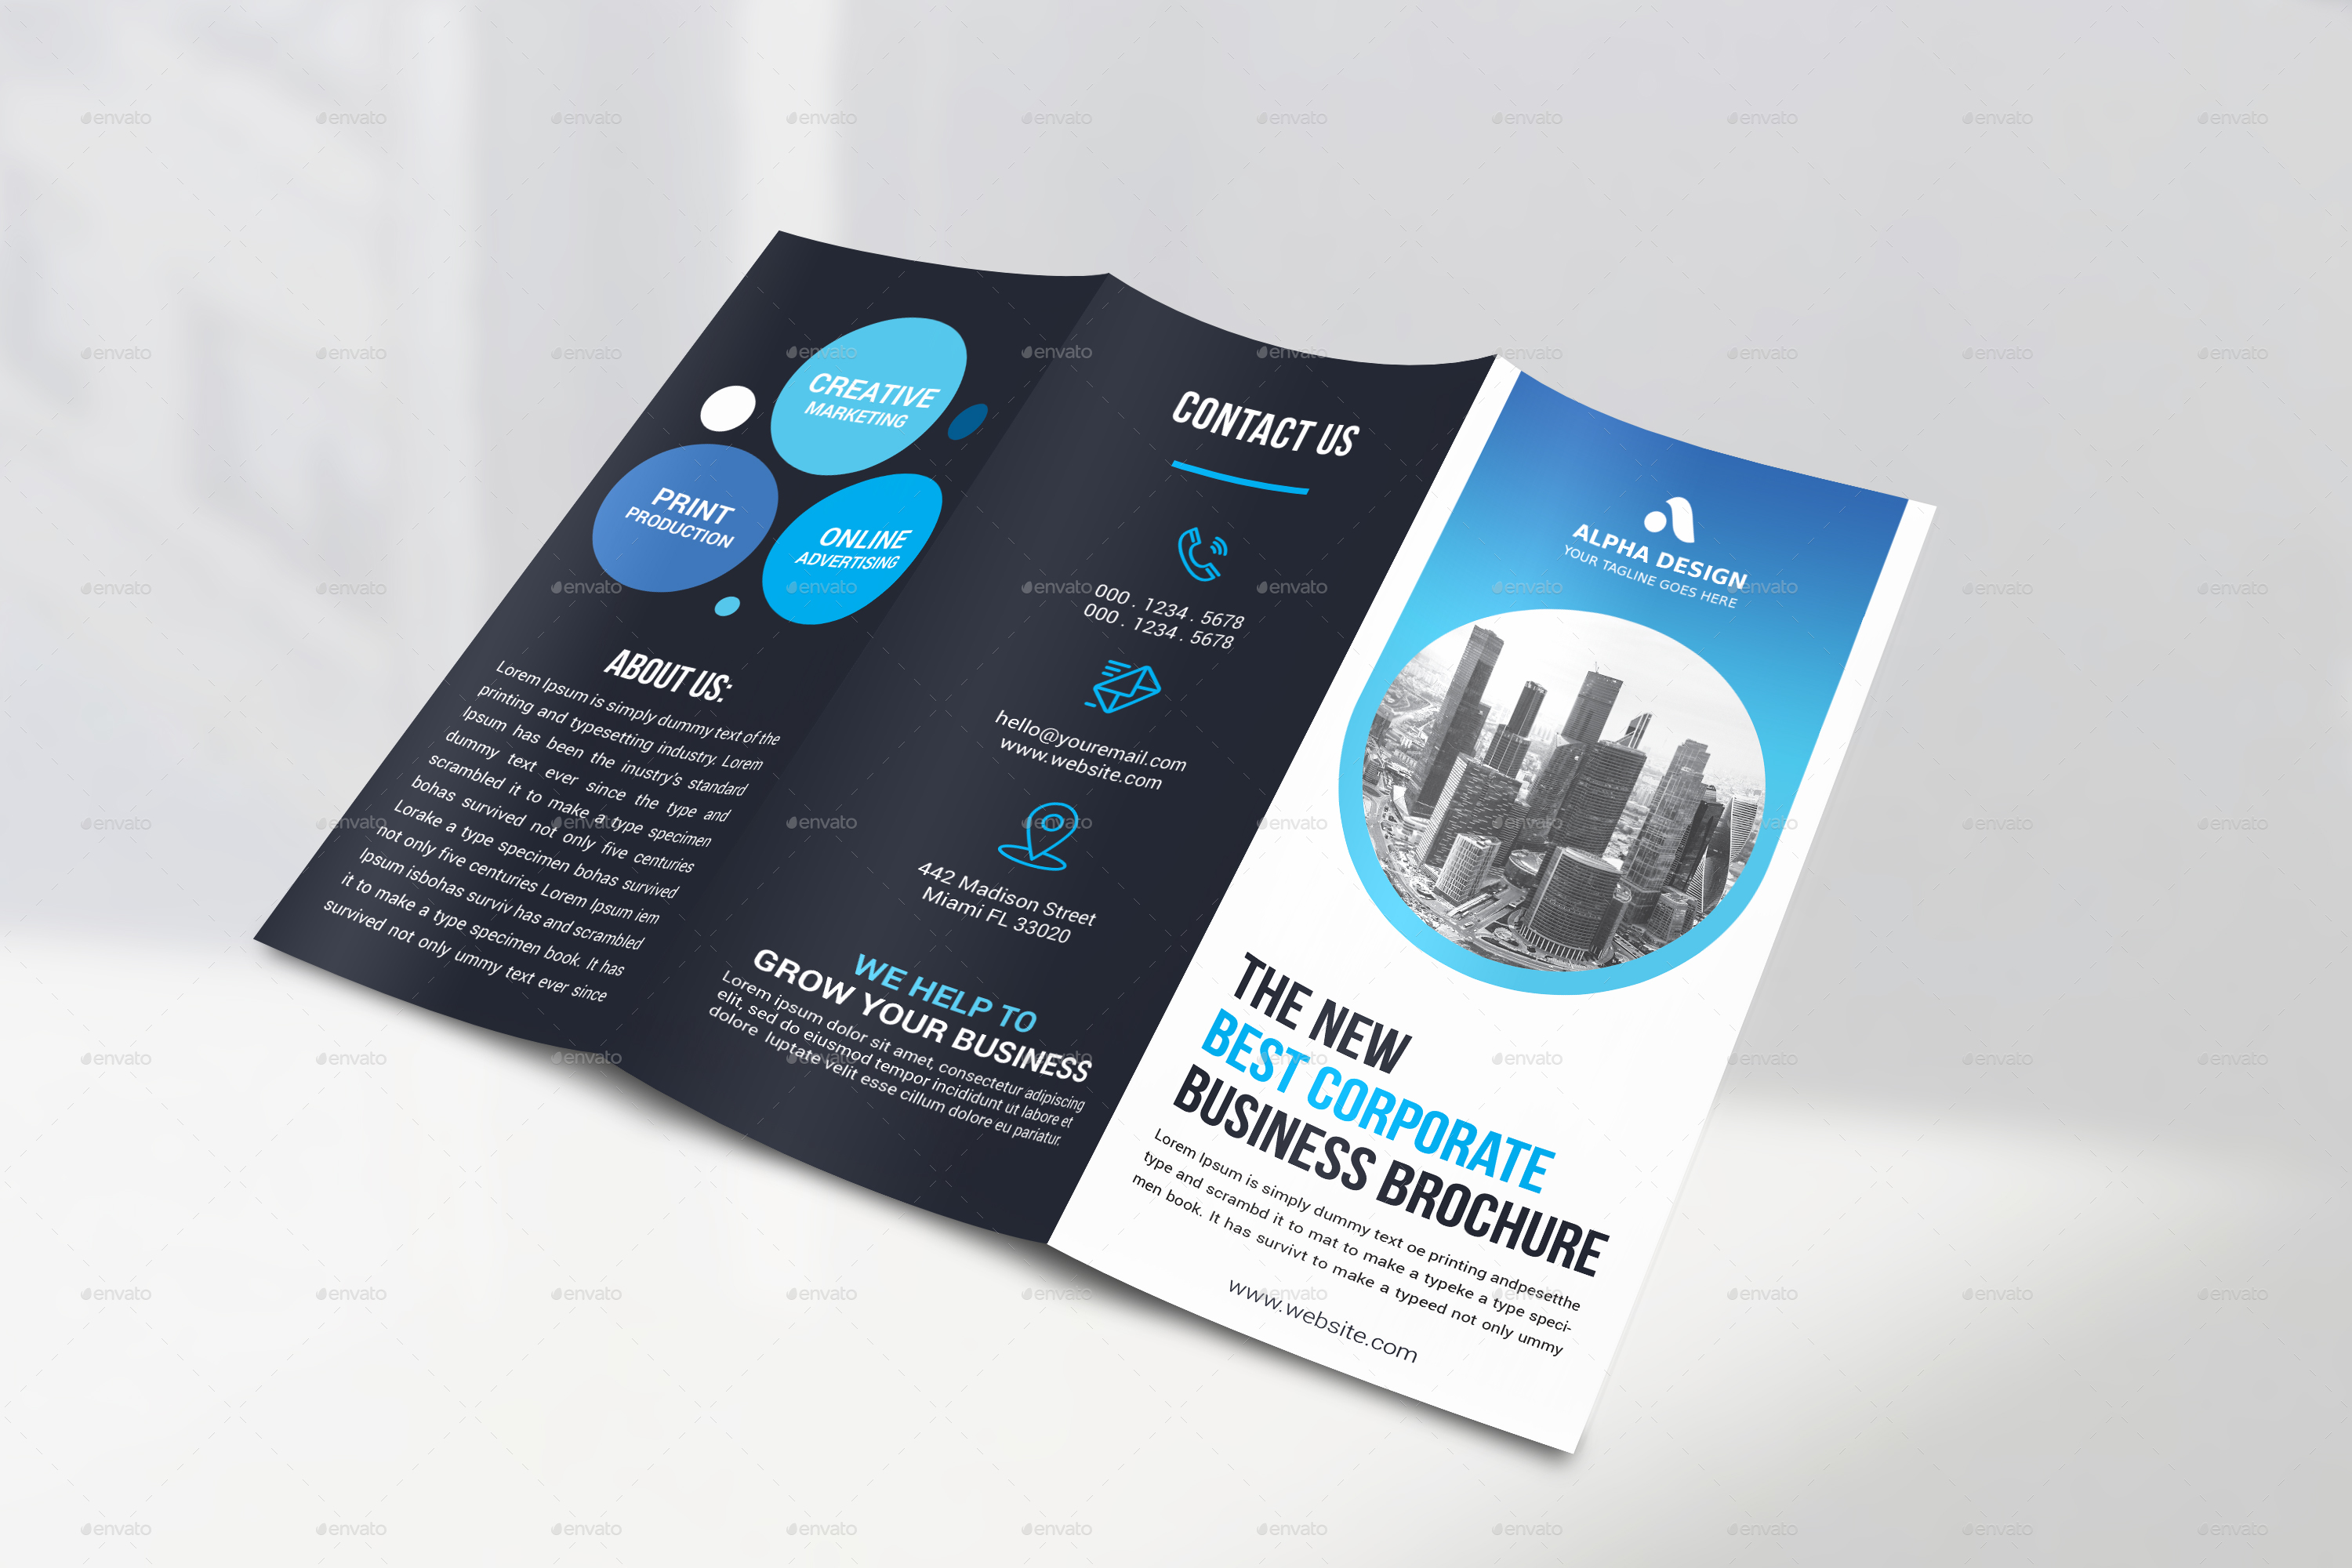 CREATIVE
MARKETING
PRINT
PRODUCTION
ONLINE
ADVERTISING
ABOUT US:
Lorem Ipsum is simply dummy text of the
printing and typesetting industry. Lorem
Ipsum has been the inustry's standard
dummy text ever since the type and
scrambled it to make a type specimen
bohas survived not only five centuries
Lorake a type specimen bohas survived
not only five centuries Lorem Ipsum iem
Ipsum isbohas surviv has and scrambled
it to make a type specimen book. It has
survived not only ummy text ever since
CONTACT US
000 . 1234 . 5678
000 . 1234 . 5678
hello@youremail.com
www.website.com
442 Madison Street
Miami FL 33020
WE HELP TO
GROW YOUR BUSINESS
Lorem ipsum dolor sit amet, consectetur adipiscing
elit, sed do eiusmod tempor incididunt ut labore et
dolore luptate velit esse cillum dolore eu pariatur.
ALPHA DESIGN
YOUR TAGLINE GOES HERE
THE NEW
BEST CORPORATE
BUSINESS BROCHURE
Lorem Ipsum is simply dummy text oe printing andpesetthe
type and scrambd it to mat to make a typeke a type speci-
men book. It has survivt to make a typeed not only ummy
www.website.com
envato